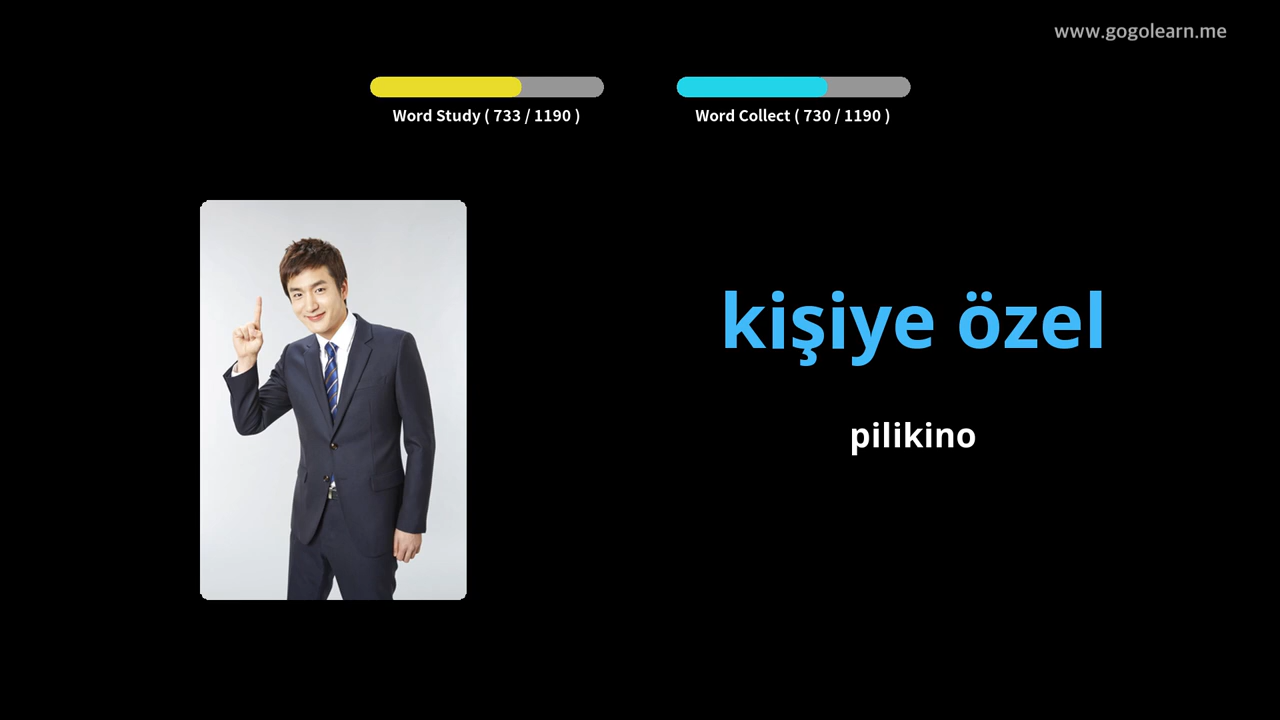 www.gogolearn.me
Word Study ( 733 / 1190 )
Word Collect ( 730 / 1190 )
kişiye özel
pilikino